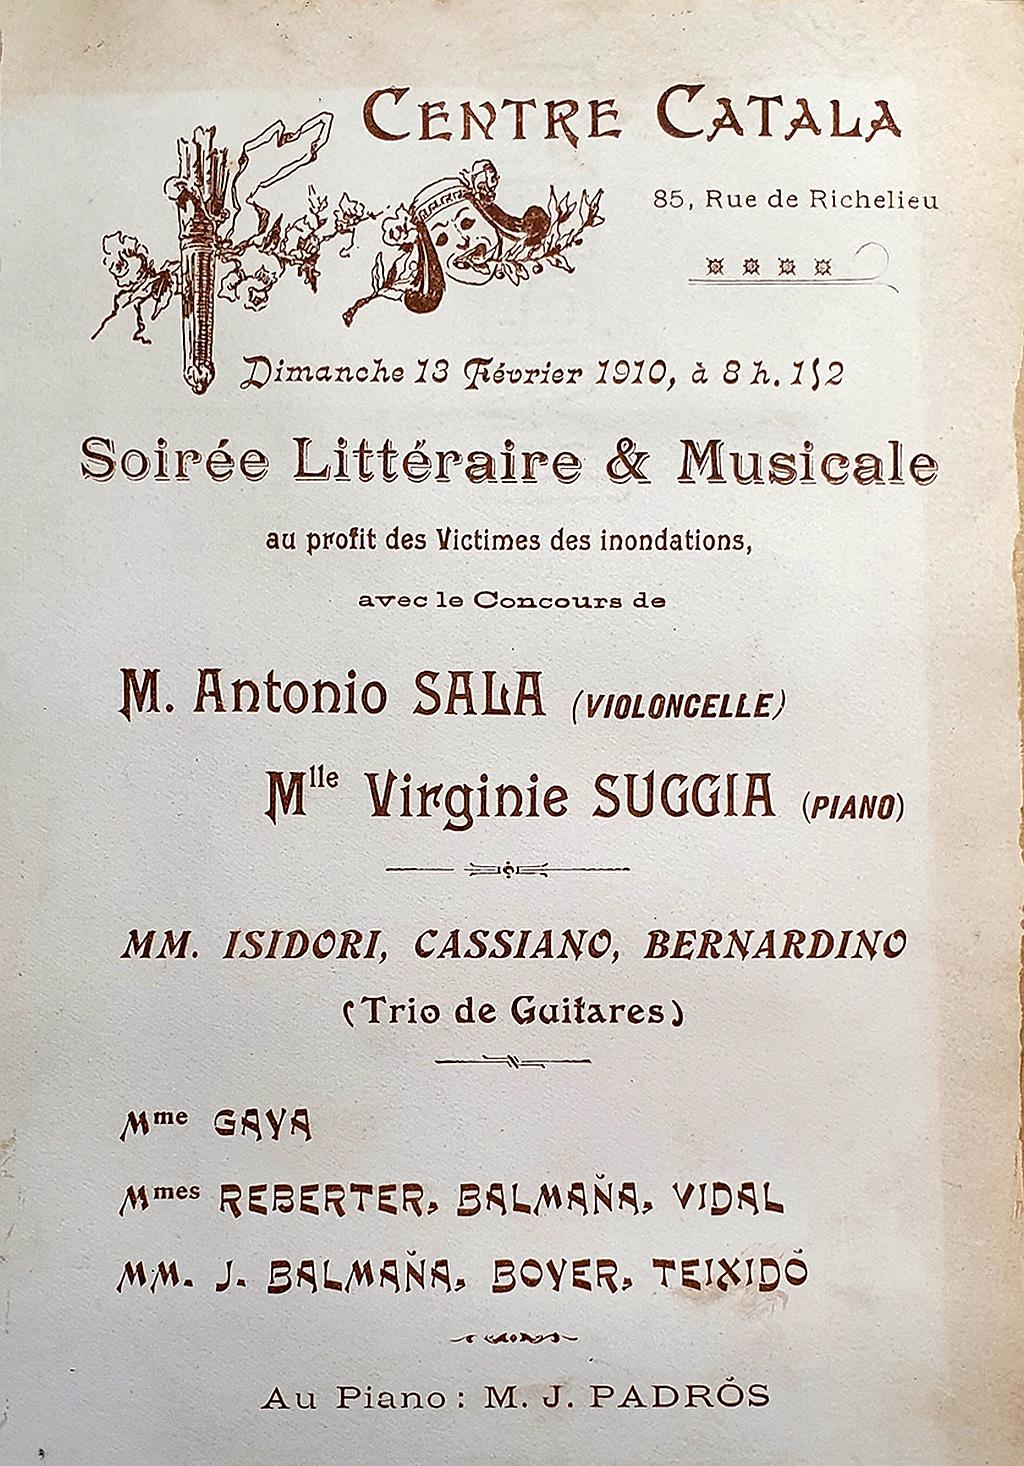 CENTRE CATALA
85, Rue de Richelieu
Dimanche 13 Février 1910, à 8 h. 1/2
Soirée Littéraire & Musicale
au profit des Victimes des inondations,
avec le Concours de
M. Antonio SALA (VIOLONCELLE)
Mlle Virginie SUGGIA (PIANO)
MM. ISIDORI, CASSIANO, BERNARDINO
(Trio de Guitares)
Mme GAYA
Mmes REBERTER, BALMAÑA, VIDAL
MM. J. BALMAÑA, BOYER, TEIXIDÓ
Au Piano : M. J. PADRÓS